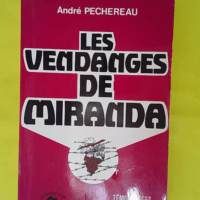 André PECHEREAU
LES
VENDANGES
DE
MIRANDA